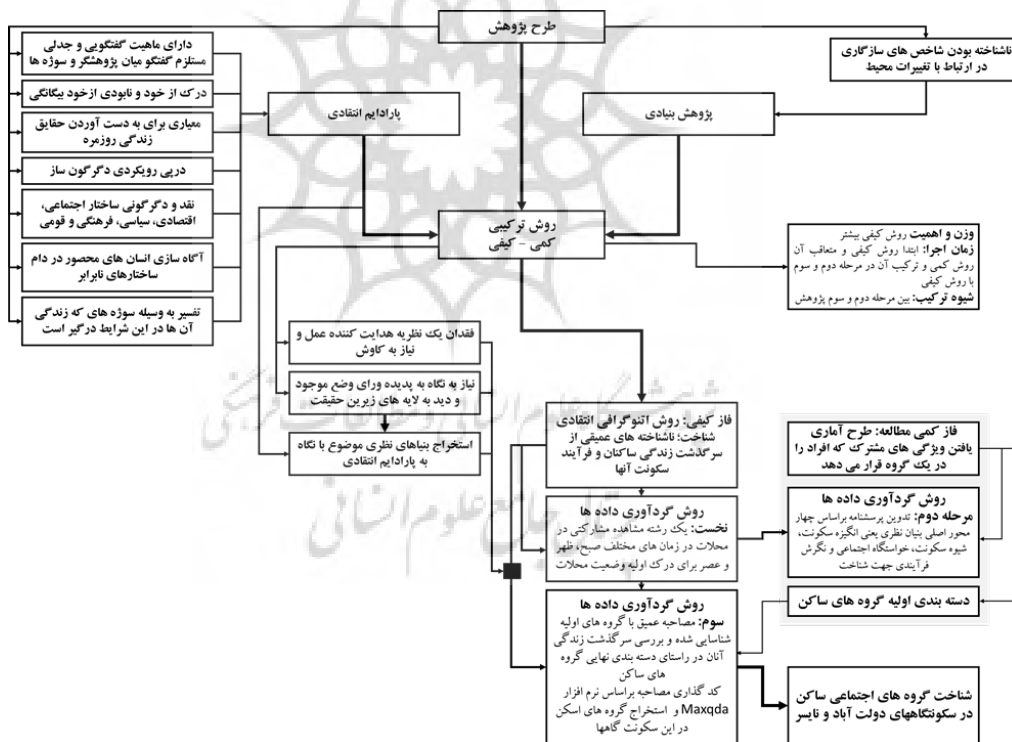 طرح پژوهش
ناشناخته بودن شاخص های سازگاری
در ارتباط با تغییرات محیط
پژوهش بنیادی
پارادایم انتقادی
دارای ماهیت گفتگویی و جدلی
مستلزم گفتگو میان پژوهشگر و سوژه ها
درک از خود و نابودی ازخود بیگانگی
معیاری برای به دست آوردن حقایق
زندگی روزمره
درپی رویکردی دگرگون ساز
نقد و دگرگونی ساختار اجتماعی،
اقتصادی، سیاسی، فرهنگی و قومی
آگاه سازی انسان های محصور در دام
ساختارهای نابرابر
تفسیر به وسیله سوژه های که زندگی
آن ها در این شرایط درگیر است
روش ترکیبی
کمی – کیفی
وزن و اهمیت روش کیفی بیشتر
زمان اجرا: ابتدا روش کیفی و متعاقب آن
روش کمی و ترکیب آن در مرحله دوم و سوم
با روش کیفی
شیوه ترکیب: بین مرحله دوم و سوم پژوهش
فقدان یک نظریه هدایت کننده عمل و
نیاز به کاوش
نیاز به نگاه به پدیده ورای وضع موجود
و دید به لایه های زیرین حقیقت
استخراج بنیاهای نظری موضوع با نگاه
به پارادایم انتقادی
فاز کیفی: روش اتنوگرافی انتقادی
شناخت؛ ناشناخته های عمیقی از
سرگذشت زندگی ساکنان و فرآیند
سکونت آنها
روش گردآوری داده ها
نخست: یک رشته مشاهده مشارکتی در
محلات در زمان های مختلف صبح، ظهر
و عصر برای درک اولیه وضعیت محلات
روش گردآوری داده ها
سوم: مصاحبه عمیق با گروه های اولیه
شناسایی شده و بررسی سرگذشت زندگی
آنان در راستای دسته بندی نهایی گروه
های ساکن
کد گذاری مصاحبه براساس نرم افزار
Maxqda و استخراج گروه های اسکن
در این سکونت گاهها
فاز کمی مطالعه: طرح آماری
یافتن ویژگی های مشترک که افراد را
در یک گروه قرار می دهد
روش گردآوری داده ها
مرحله دوم: تدوین پرسشنامه براساس چهار
محور اصلی بنیان نظری یعنی انگیزه سکونت،
شیوه سکونت، خواستگاه اجتماعی و نگرش
فرآیندی جهت شناخت
دسته بندی اولیه گروه های ساکن
شناخت گروه های اجتماعی ساکن
در سکونتگاههای دولت آباد و نایسر
پژوهشگاه علوم انسانی و مطالعات فرهنگی
پرتال جامع علوم انسانی